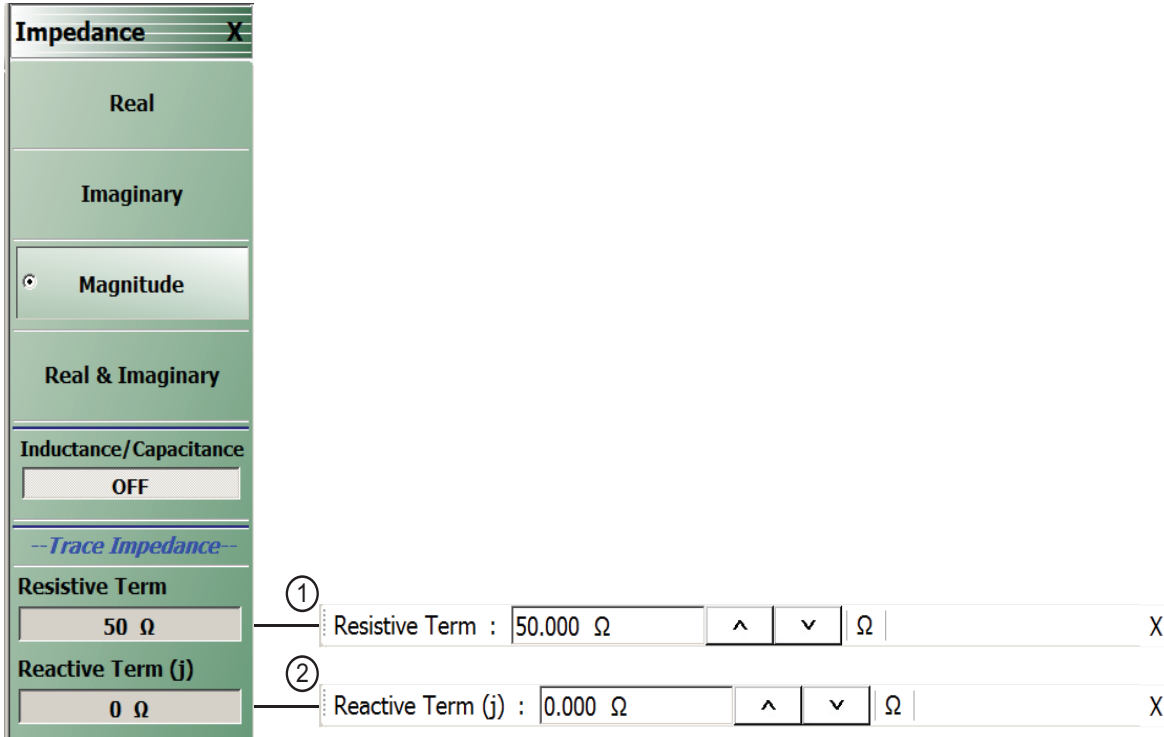 Impedance X
Real
Imaginary
Magnitude
Real & Imaginary
Inductance/Capacitance
OFF
--Trace Impedance--
Resistive Term
50 Ω
1
Resistive Term : 50.000 Ω ^ v Ω X
Reactive Term (j)
0 Ω
2
Reactive Term (j) : 0.000 Ω ^ v Ω X